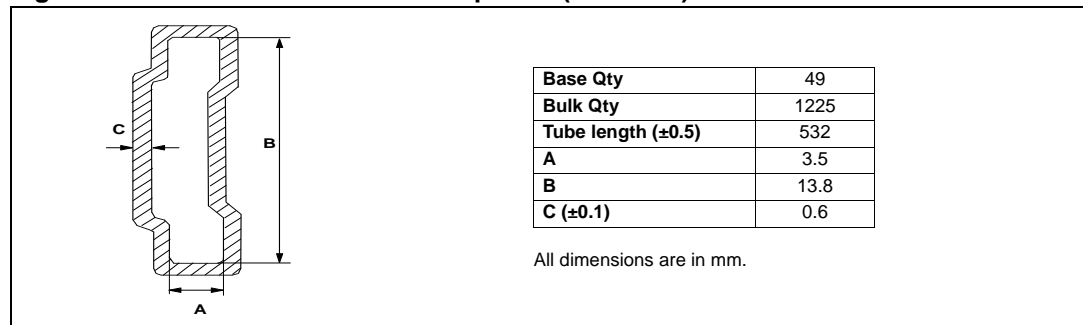 C
B
A
Base Qty 49
Bulk Qty 1225
Tube length (±0.5) 532
A 3.5
B 13.8
C (±0.1) 0.6
All dimensions are in mm.